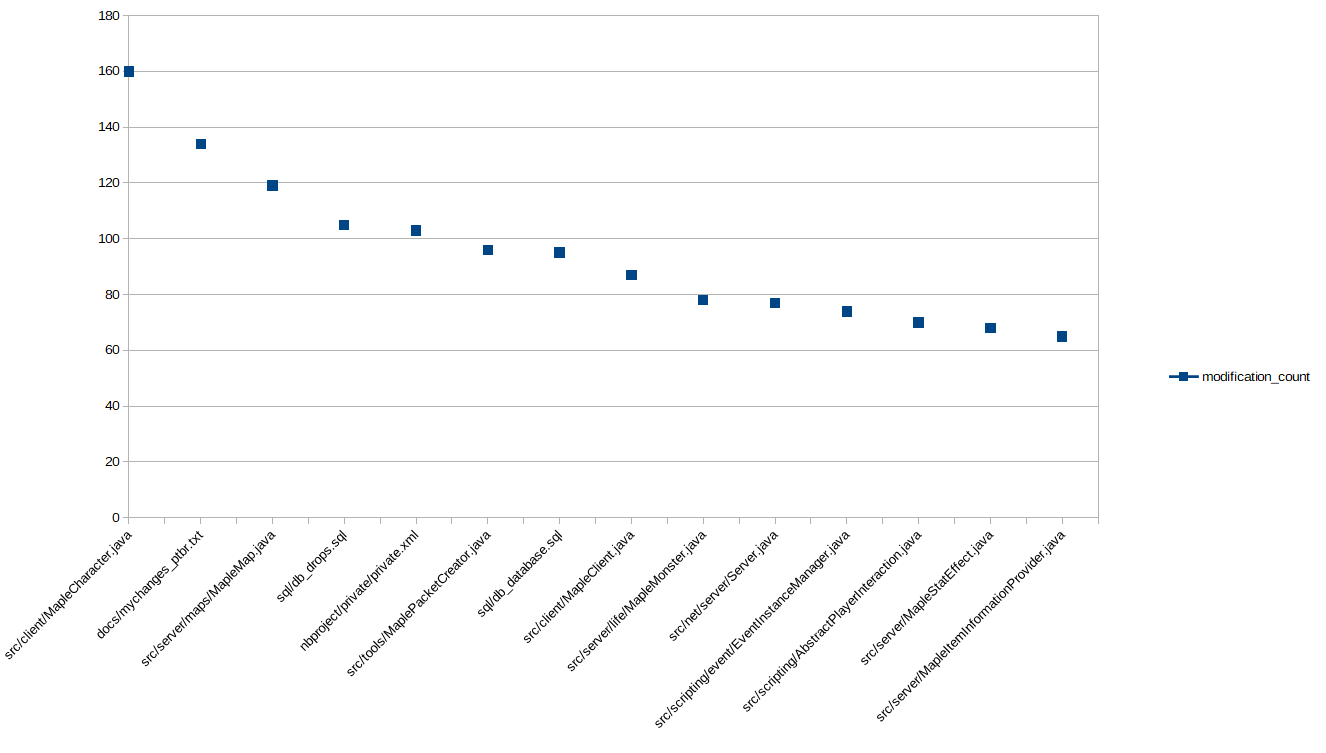 180
160
140
120
100
80
60
40
20
0
src/client/MapleCharacter.java
docs/mychanges_ptbr.txt
src/server/maps/MapleMap.java
sql/db_drops.sql
nbproject/private/private.xml
src/tools/MaplePacketCreator.java
sql/db_database.sql
src/client/MapleClient.java
src/server/life/MapleMonster.java
src/net/server/Server.java
src/scripting/event/EventInstanceManager.java
src/scripting/AbstractPlayerInteraction.java
src/server/MapleStatEffect.java
src/server/MapleItemInformationProvider.java
modification_count